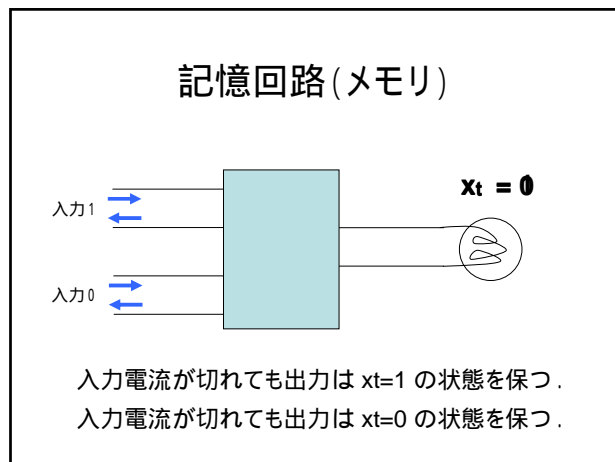 記憶回路(メモリ)
入力1
入力0
xt =
入力電流が切れても出力は xt=1 の状態を保つ.
入力電流が切れても出力は xt=0 の状態を保つ.